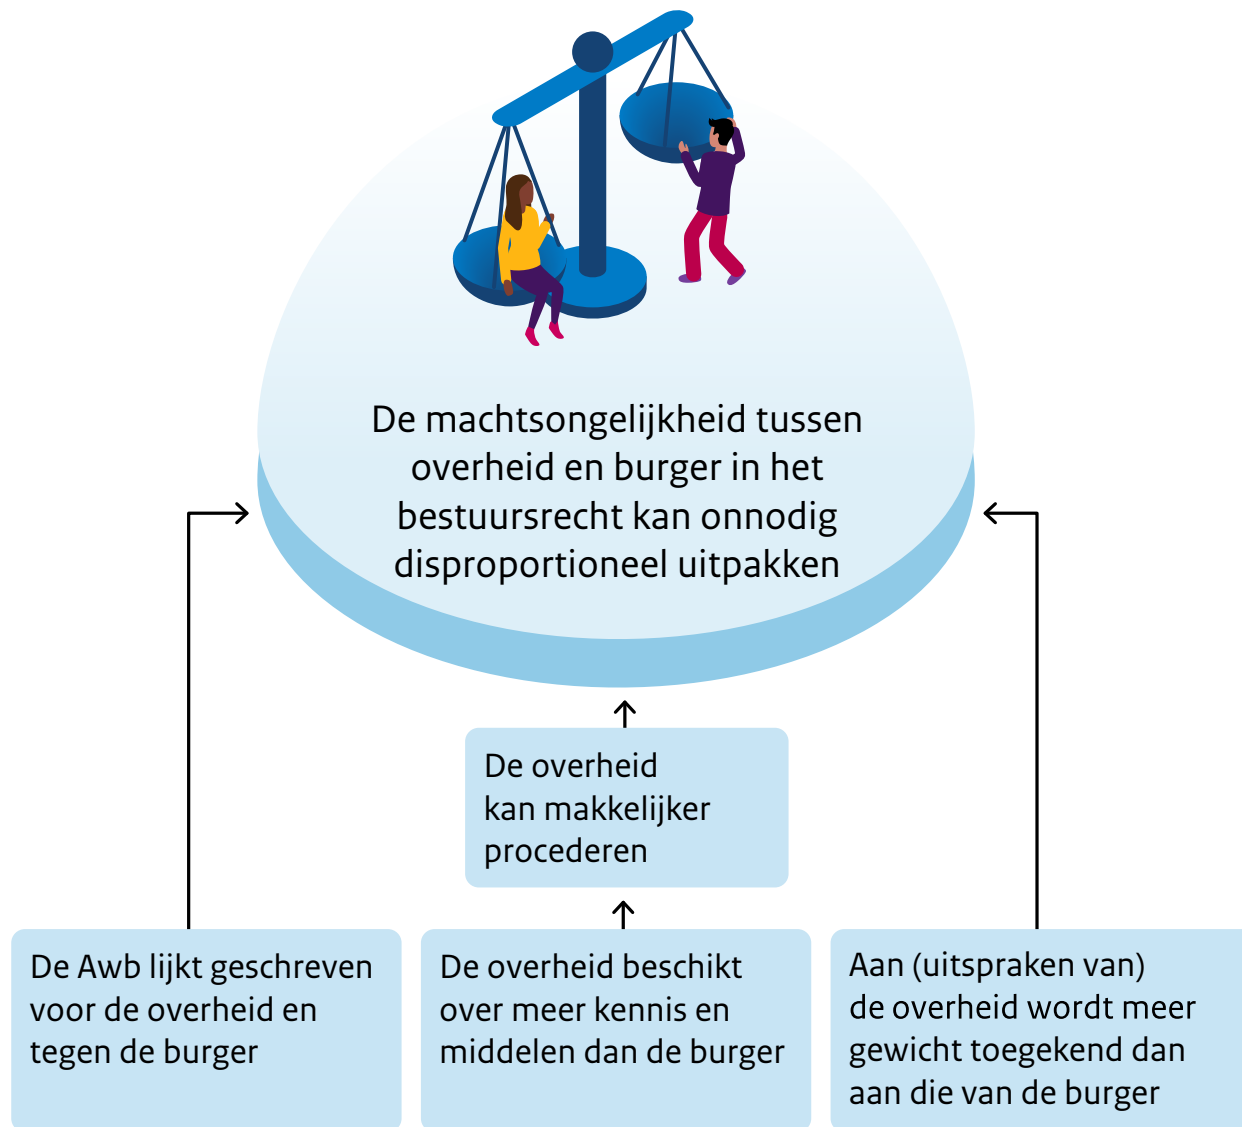 De machtsongelijkheid tussen
overheid en burger in het
bestuursrecht kan onnodig
disproportioneel uitpakken
De overheid
kan makkelijker
procederen
De Awb lijkt geschreven
voor de overheid en
tegen de burger
De overheid beschikt
over meer kennis en
middelen dan de burger
Aan (uitspraken van)
de overheid wordt meer
gewicht toegekend dan
aan die van de burger